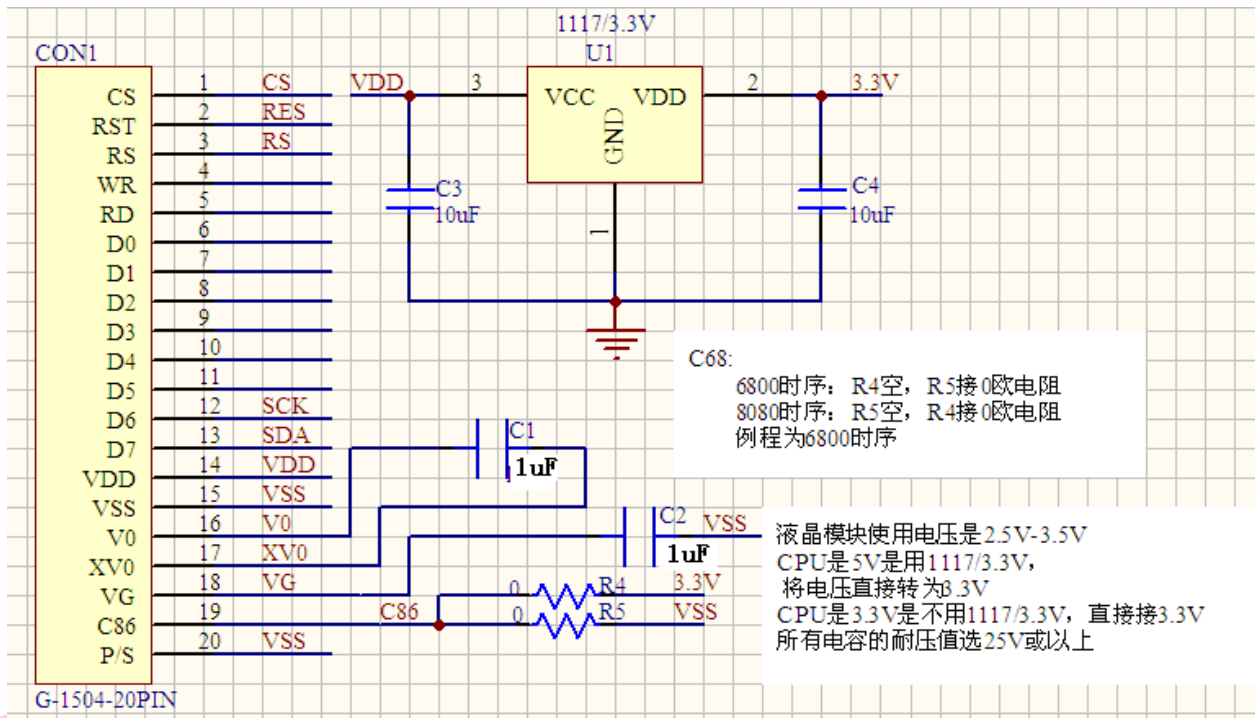 1117/3.3V
CON1
U1
CS 1 CS
RST 2 RES
RS 3 RS
WR 4
RD 5
D0 6
D1 7
D2 8
D3 9
D4 10
D5 11
D6 12 SCK
D7 13 SDA
VDD 14 VDD
VSS 15 VSS
V0 16 V0
XV0 17 XV0
VG 18 VG
C86 19 C86
P/S 20 VSS
G-1504-20PIN
VDD 3 VCC VDD 2 3.3V
GND
1
C3
10uF
C4
10uF
C1
1uF
C2 VSS
1uF
0 R4 3.3V
0 R5 VSS
C68:
6800时序：R4空，R5接0欧电阻
8080时序：R5空，R4接0欧电阻
例程为6800时序
液晶模块使用电压是2.5V-3.5V
CPU是5V是用1117/3.3V，
将电压直接转为3.3V
CPU是3.3V是不用1117/3.3V，直接接3.3V
所有电容的耐压值选25V或以上